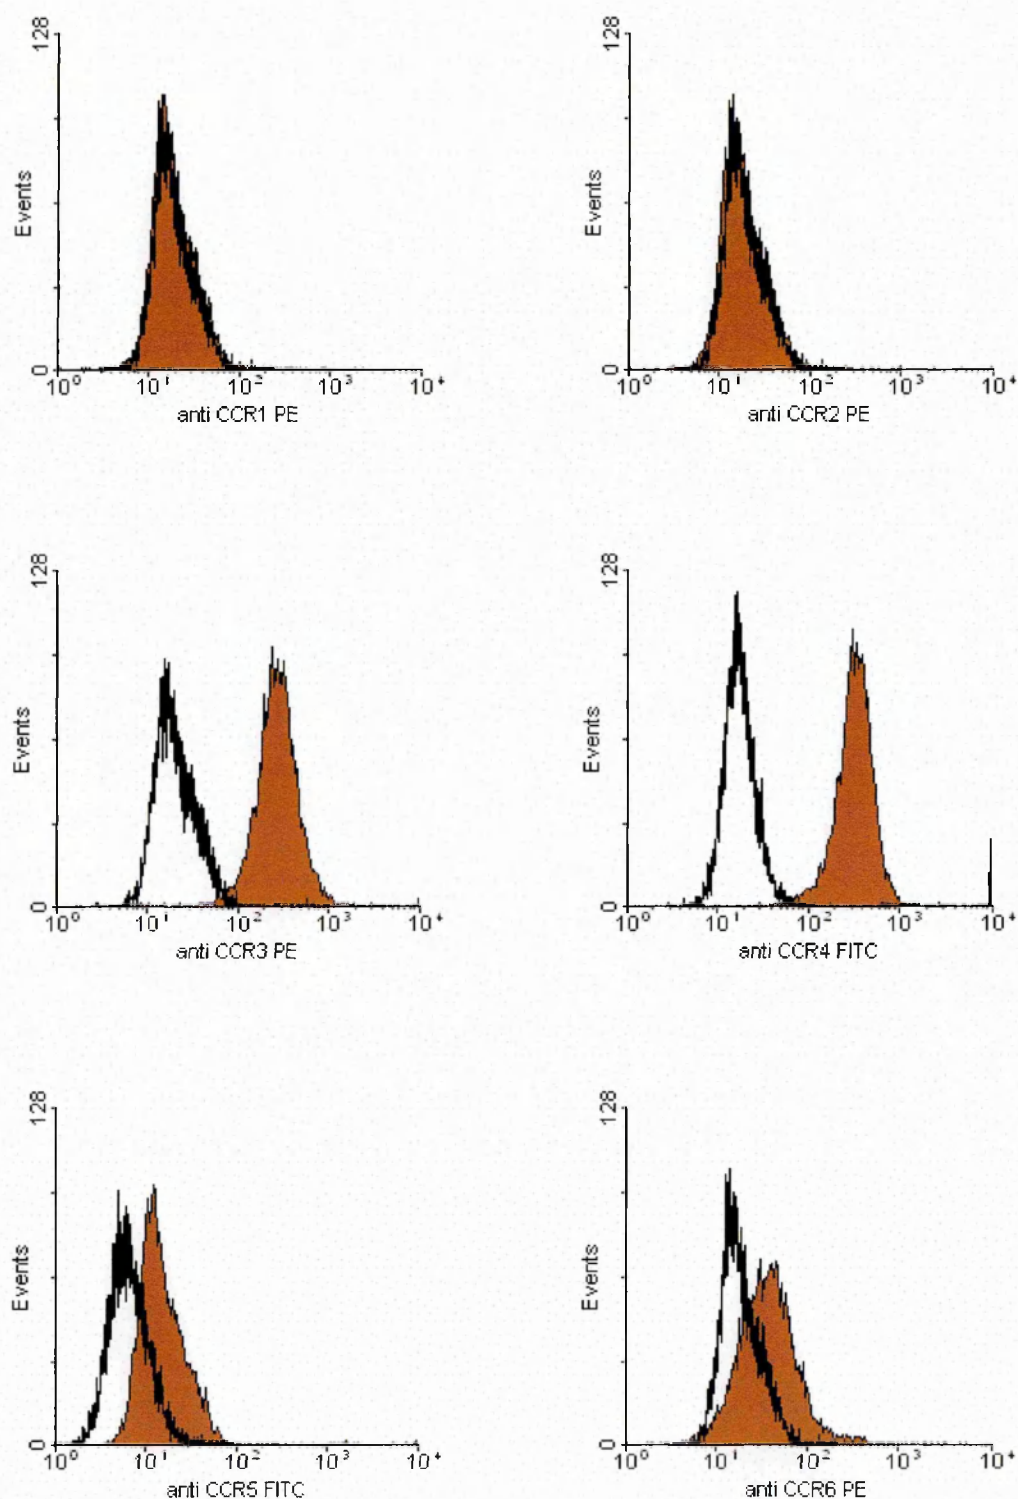 128
128
Events
Events
0
0
10⁰ 10¹ 10² 10³ 10⁴
10⁰ 10¹ 10² 10³ 10⁴
anti CCR1 PE
anti CCR2 PE
128
128
Events
Events
0
0
10⁰ 10¹ 10² 10³ 10⁴
10⁰ 10¹ 10² 10³ 10⁴
anti CCR3 PE
anti CCR4 FITC
128
128
Events
Events
0
0
10⁰ 10¹ 10² 10³ 10⁴
10⁰ 10¹ 10² 10³ 10⁴
anti CCR5 FITC
anti CCR6 PE